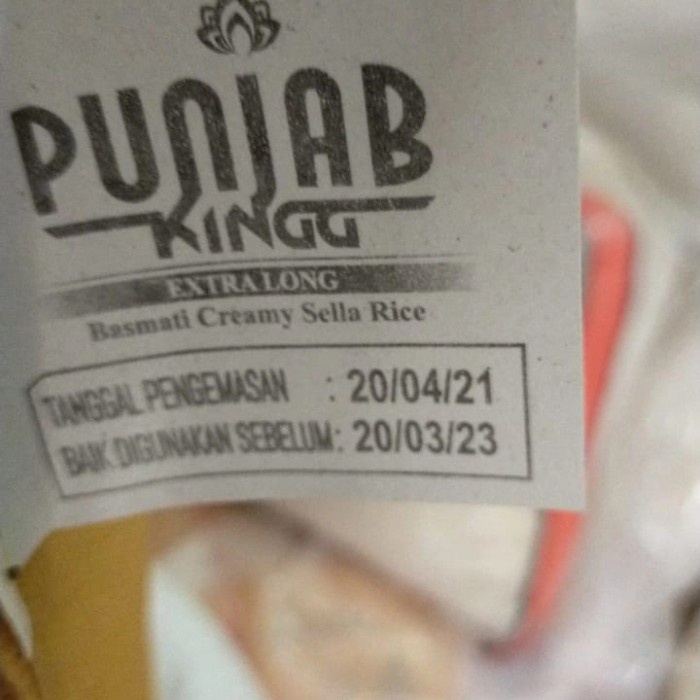 PUNJAB
KINGG
EXTRA LONG
Basmati Creamy Sella Rice
TANGGAL PENGEMASAN : 20/04/21
BAIK DIGUNAKAN SEBELUM: 20/03/23